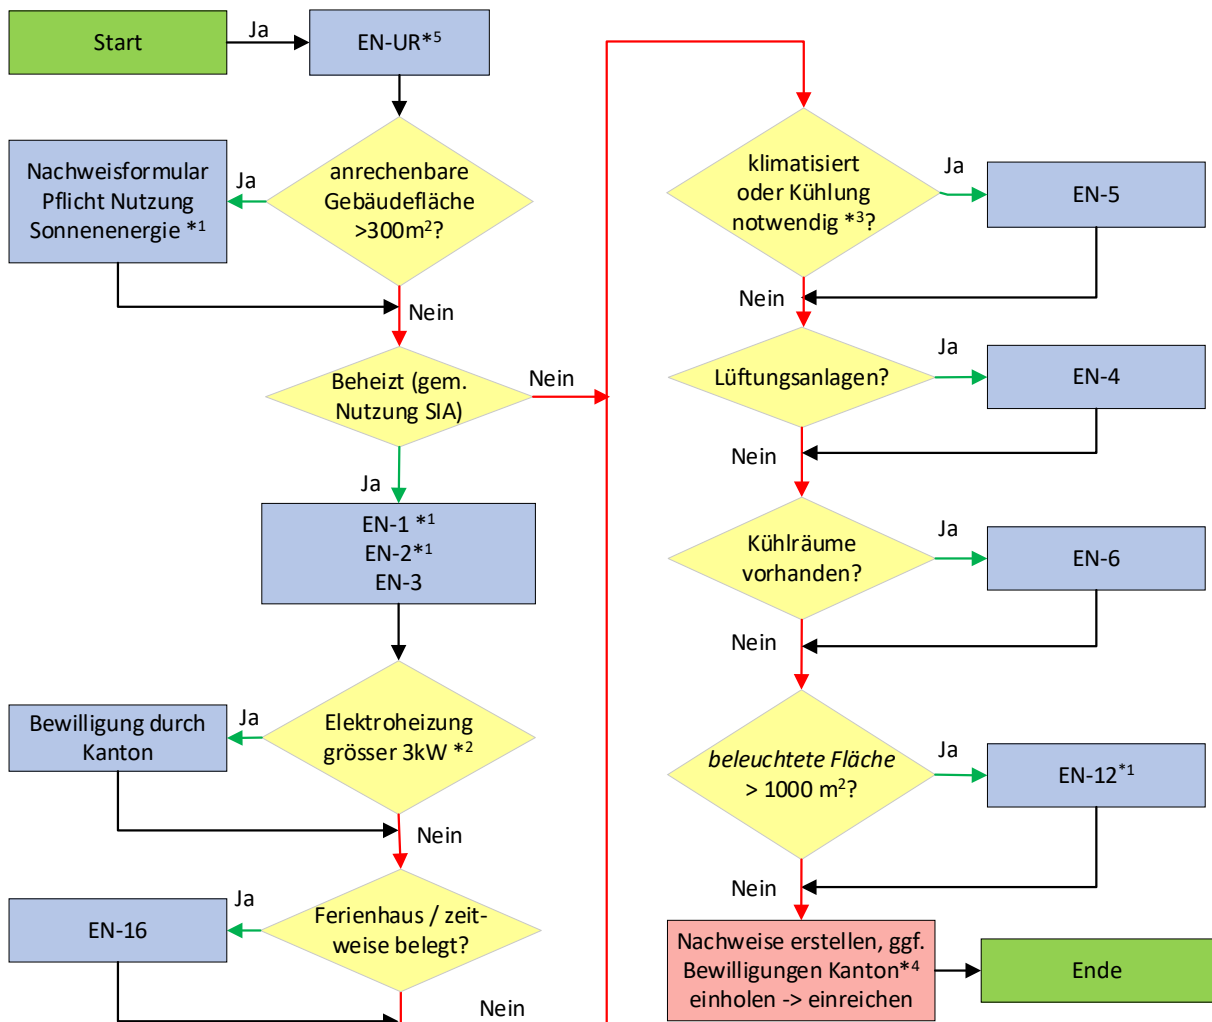 Start
Ja
EN-UR*⁵
anrechenbare
Gebäudefläche
>300m²?
Ja
Nachweisformular
Pflicht Nutzung
Sonnenenergie *¹
Nein
Beheizt (gem.
Nutzung SIA)
Nein
Ja
EN-1 *¹
EN-2*¹
EN-3
Elektroheizung
grösser 3kW *²
Ja
Bewilligung durch
Kanton
Nein
Ferienhaus / zeit-
weise belegt?
Ja
EN-16
Nein
klimatisiert
oder Kühlung
notwendig *³?
Ja
EN-5
Nein
Lüftungsanlagen?
Ja
EN-4
Nein
Kühlräume
vorhanden?
Ja
EN-6
Nein
beleuchtete Fläche
> 1000 m²?
Ja
EN-12*¹
Nein
Nachweise erstellen, ggf.
Bewilligungen Kanton*⁴
einholen -> einreichen
Ende